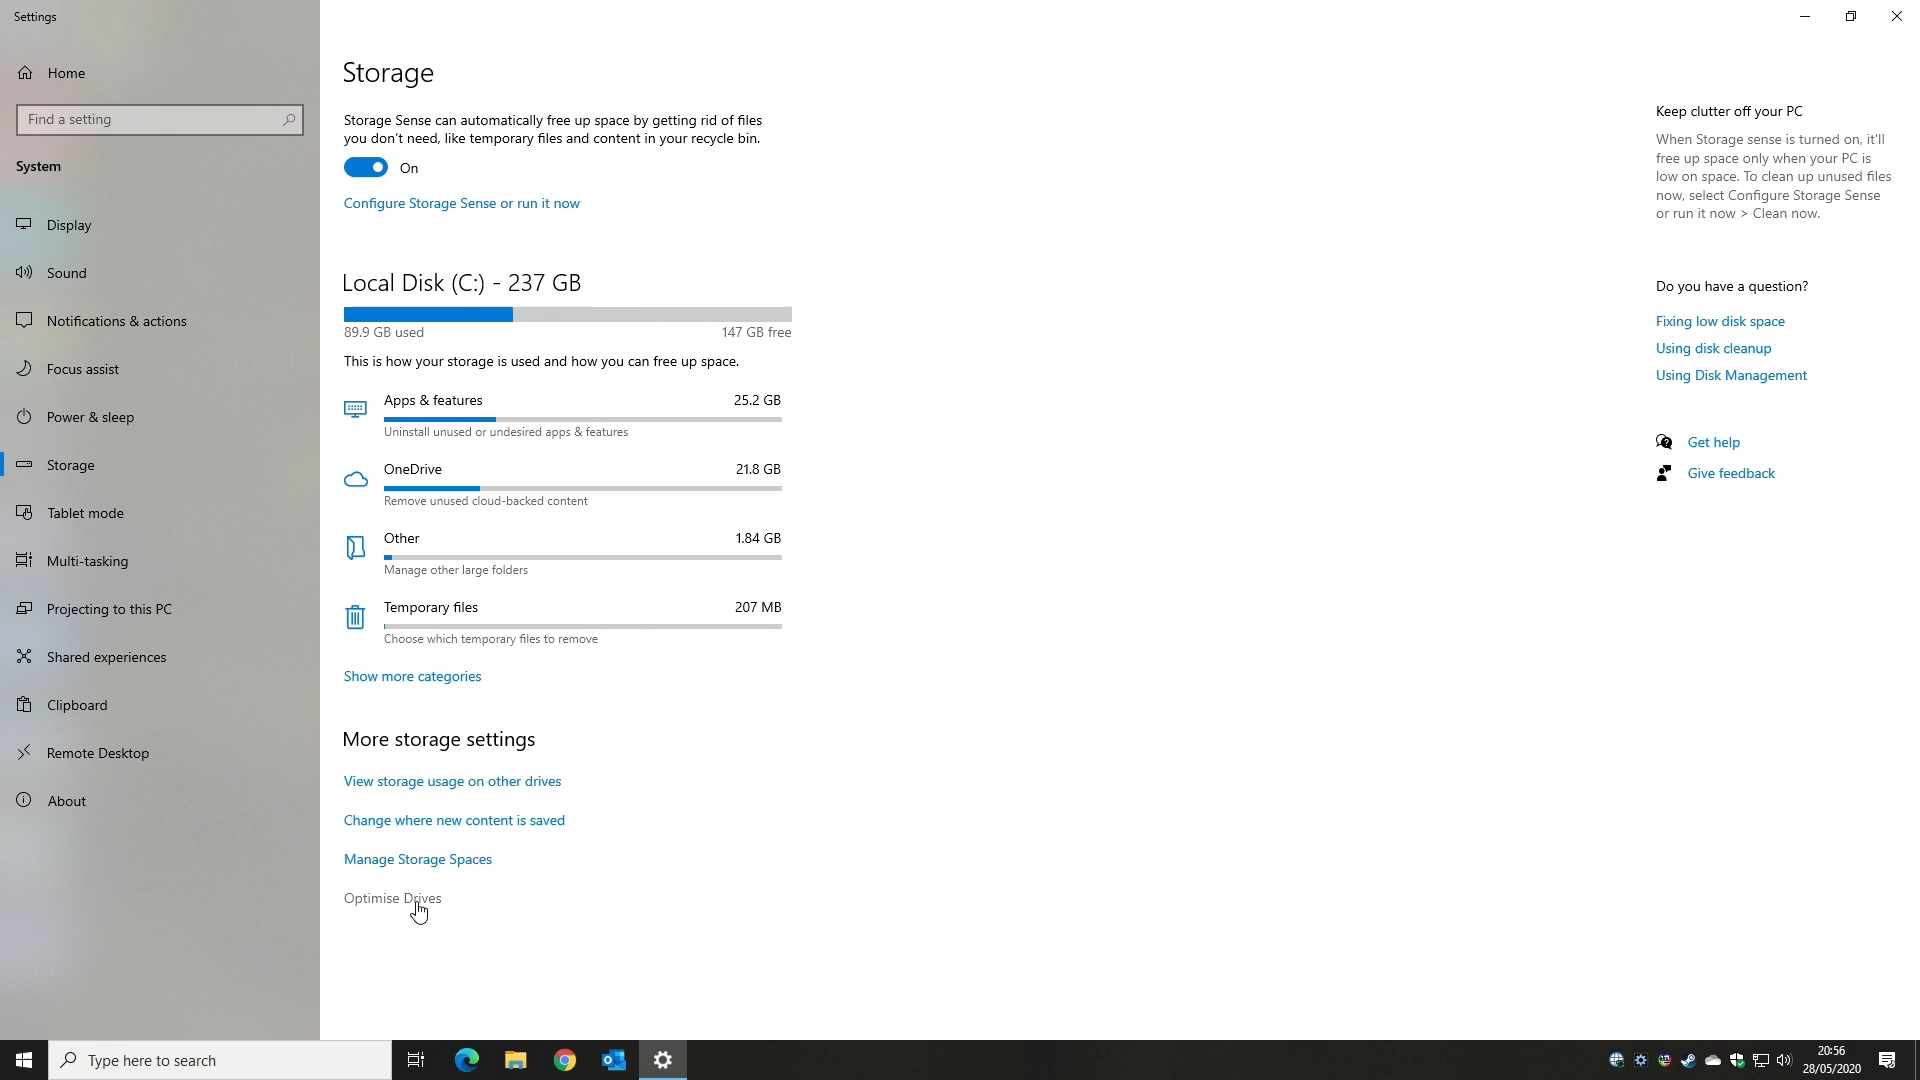 Settings
Home
Find a setting
System
Display
Sound
Notifications & actions
Focus assist
Power & sleep
Storage
Tablet mode
Multi-tasking
Projecting to this PC
Shared experiences
Clipboard
Remote Desktop
About
Storage
Storage Sense can automatically free up space by getting rid of files
you don't need, like temporary files and content in your recycle bin.
On
Configure Storage Sense or run it now
Local Disk (C:) - 237 GB
89.9 GB used
147 GB free
This is how your storage is used and how you can free up space.
Apps & features
25.2 GB
Uninstall unused or undesired apps & features
OneDrive
21.8 GB
Remove unused cloud-backed content
Other
1.84 GB
Manage other large folders
Temporary files
207 MB
Choose which temporary files to remove
Show more categories
More storage settings
View storage usage on other drives
Change where new content is saved
Manage Storage Spaces
Optimise Drives
Keep clutter off your PC
When Storage sense is turned on, it'll
free up space only when your PC is
low on space. To clean up unused files
now, select Configure Storage Sense
or run it now > Clean now.
Do you have a question?
Fixing low disk space
Using disk cleanup
Using Disk Management
Get help
Give feedback
Type here to search
20:56
28/05/2020